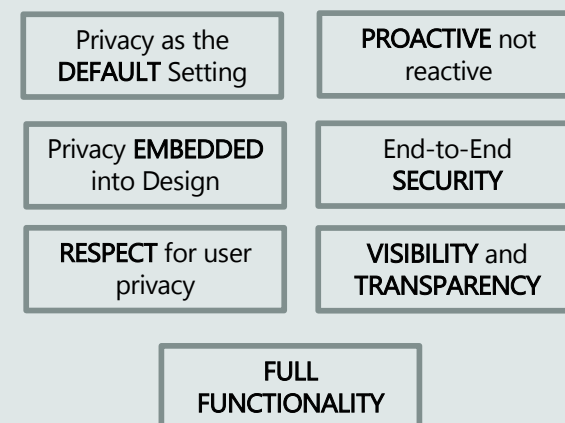 Privacy as the
DEFAULT Setting
PROACTIVE not
reactive
Privacy EMBEDDED
into Design
End-to-End
SECURITY
RESPECT for user
privacy
VISIBILITY and
TRANSPARENCY
FULL
FUNCTIONALITY